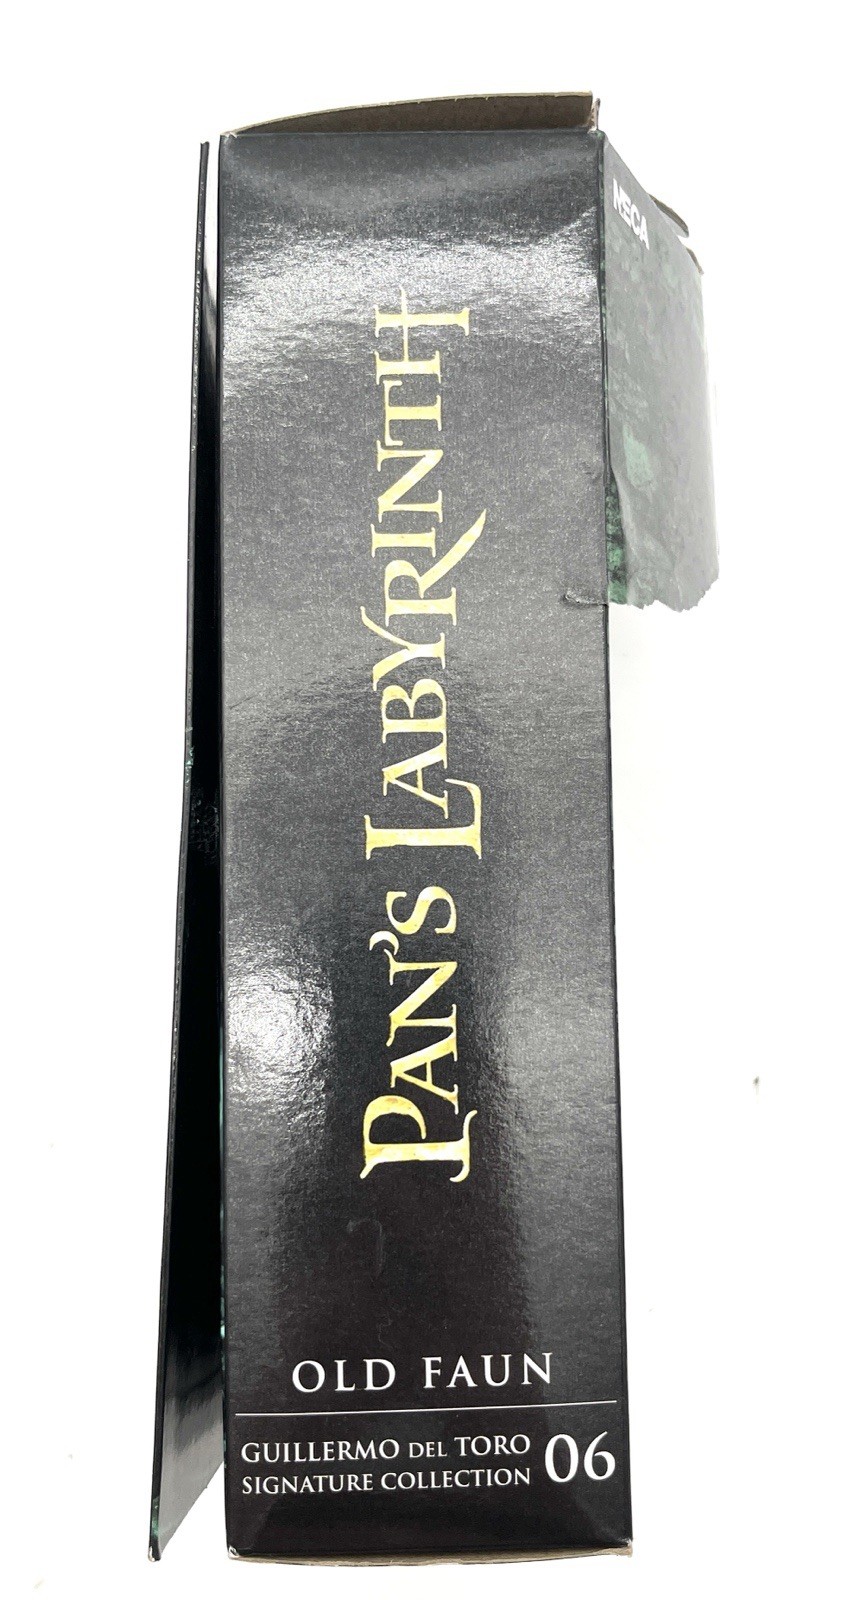 NECA
PAN'S LABYRINTH
OLD FAUN
GUILLERMO DEL TORO
SIGNATURE COLLECTION
06